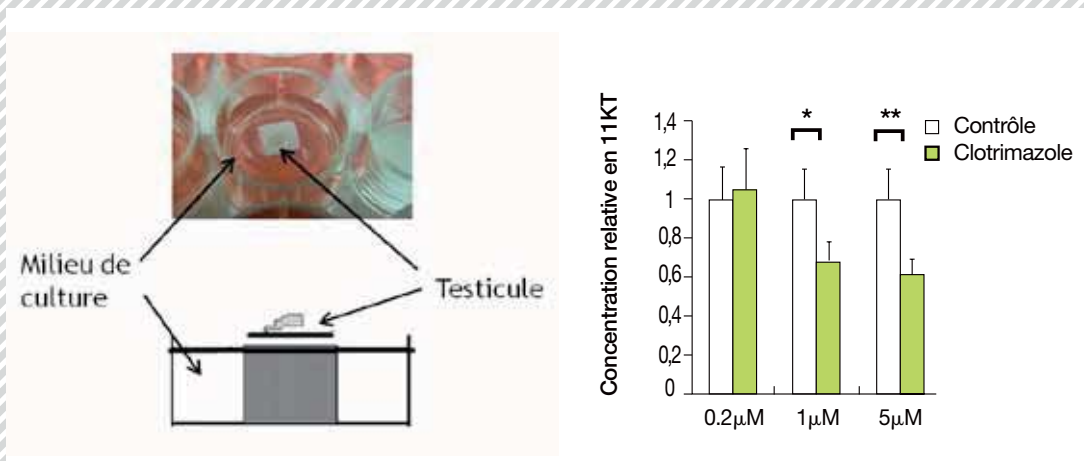 Milieu de
culture
Testicule
Concentration relative en 11KT
1,4
1,2
1
0,8
0,6
0,4
0,2
0
*
**
Contrôle
Clotrimazole
0.2µM
1µM
5µM